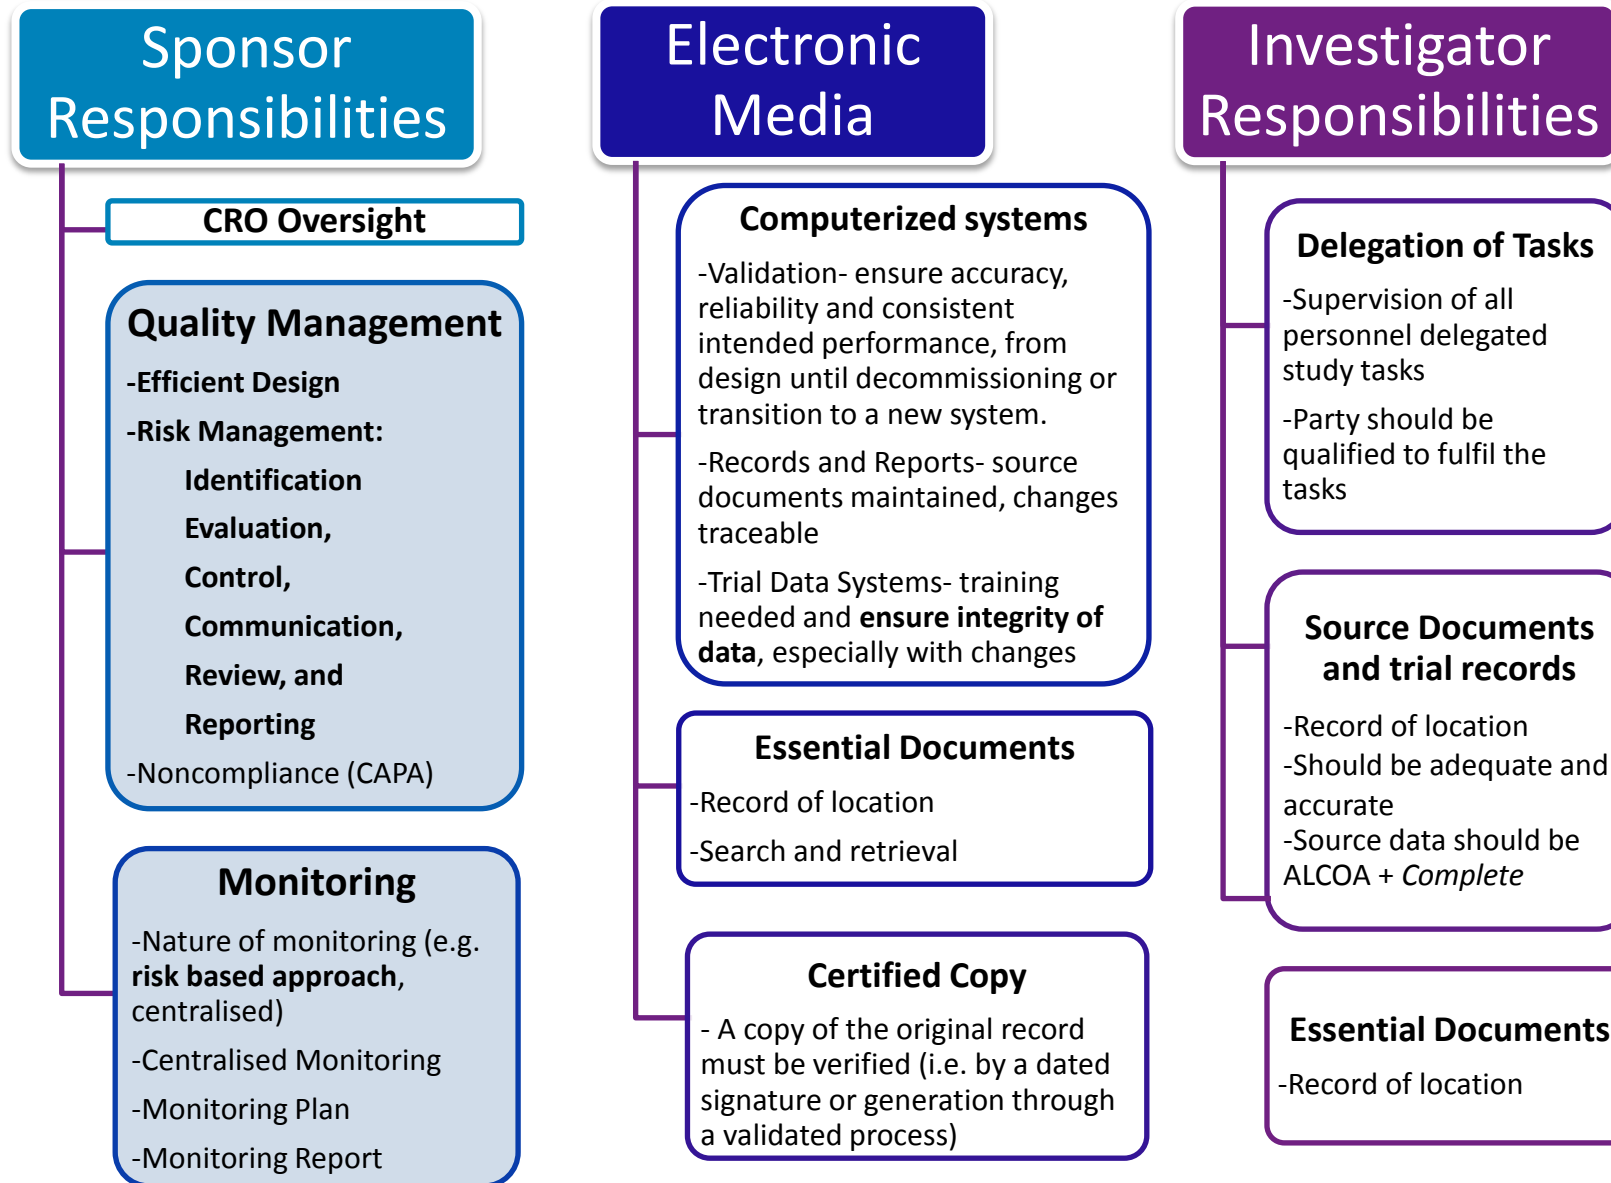 Sponsor
Responsibilities
CRO Oversight
Quality Management
-Efficient Design
-Risk Management:
Identification
Evaluation,
Control,
Communication,
Review, and
Reporting
-Noncompliance (CAPA)
Monitoring
-Nature of monitoring (e.g.
risk based approach,
centralised)
-Centralised Monitoring
-Monitoring Plan
-Monitoring Report
Electronic
Media
Computerized systems
-Validation- ensure accuracy,
reliability and consistent
intended performance, from
design until decommissioning or
transition to a new system.
-Records and Reports- source
documents maintained, changes
traceable
-Trial Data Systems- training
needed and ensure integrity of
data, especially with changes
Essential Documents
-Record of location
-Search and retrieval
Certified Copy
- A copy of the original record
must be verified (i.e. by a dated
signature or generation through
a validated process)
Investigator
Responsibilities
Delegation of Tasks
-Supervision of all
personnel delegated
study tasks
-Party should be
qualified to fulfil the
tasks
Source Documents
and trial records
-Record of location
-Should be adequate and
accurate
-Source data should be
ALCOA + Complete
Essential Documents
-Record of location